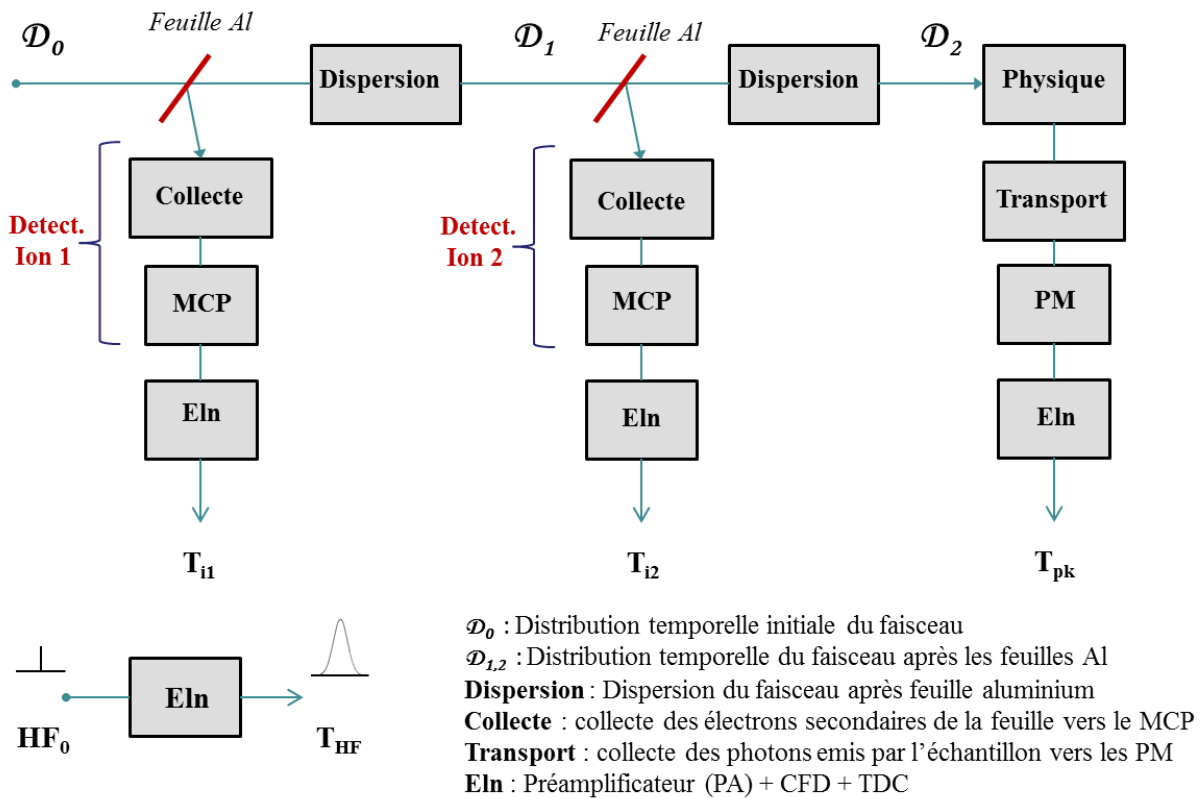 𝒟0
Feuille Al
𝒟1
Feuille Al
𝒟2
Dispersion
Dispersion
Physique
Collecte
Collecte
Transport
Detect.
Ion 1
Detect.
Ion 2
MCP
MCP
PM
Eln
Eln
Eln
Ti1
Ti2
Tpk
𝒟0 : Distribution temporelle initiale du faisceau
𝒟1,2 : Distribution temporelle du faisceau après les feuilles Al
Dispersion : Dispersion du faisceau après feuille aluminium
Collecte : collecte des électrons secondaires de la feuille vers le MCP
Transport : collecte des photons emis par l’échantillon vers les PM
Eln : Préamplificateur (PA) + CFD + TDC
Eln
HF0
THF